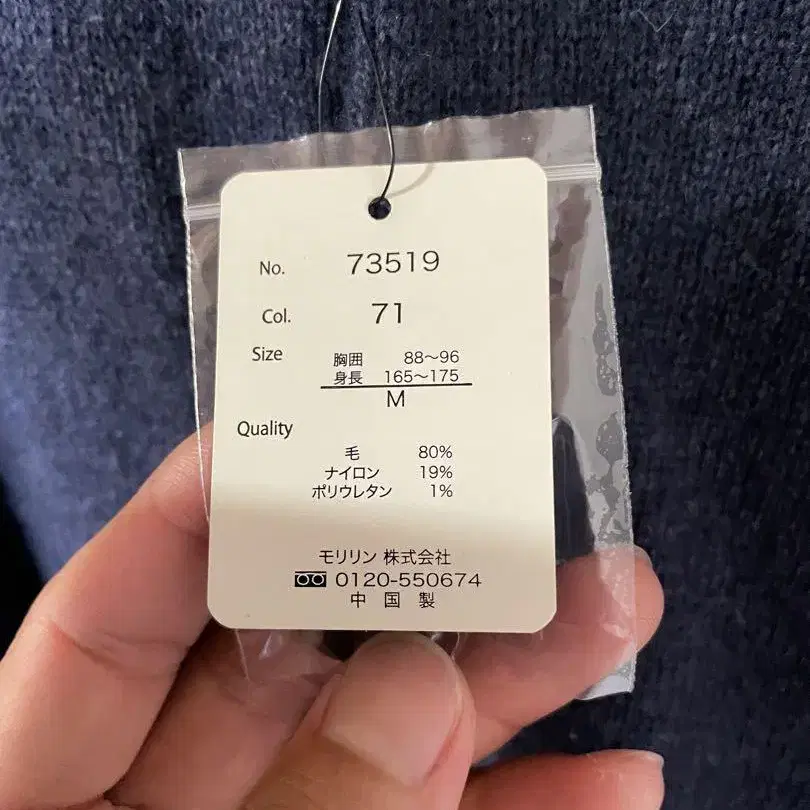 No. 73519
Col. 71
Size 胸囲 88～96
身長 165～175
M
Quality
毛 80%
ナイロン 19%
ポリウレタン 1%
モリリン 株式会社
0120-550674
中 国 製